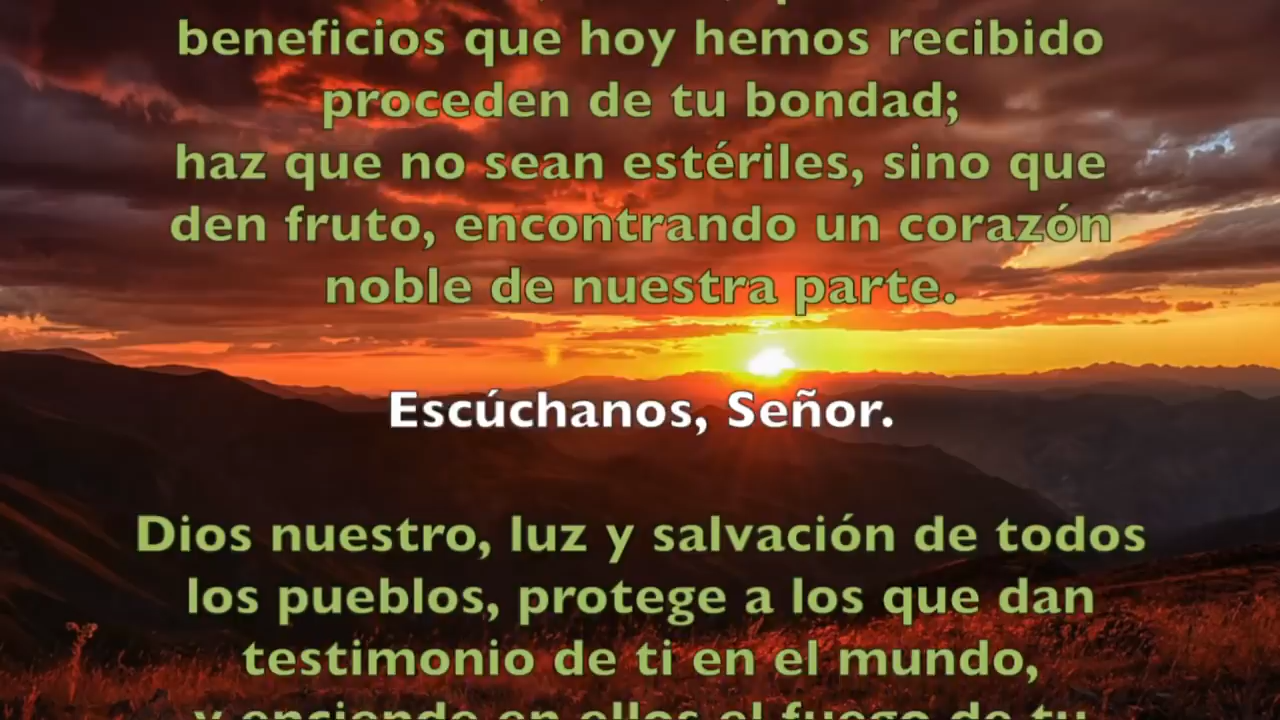 beneficios que hoy hemos recibido
proceden de tu bondad;
haz que no sean estériles, sino que
den fruto, encontrando un corazón
noble de nuestra parte.
Escúchanos, Señor.
Dios nuestro, luz y salvación de todos
los pueblos, protege a los que dan
testimonio de ti en el mundo,
y enciende en ellos el fuego de tu